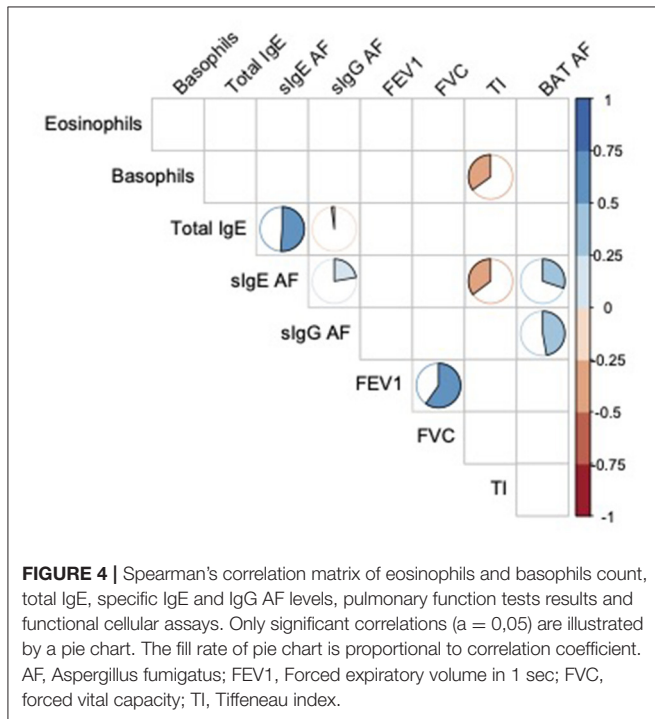 Basophils
Total IgE
sIgE AF
sIgG AF
FEV1
FVC
TI
BAT AF
Eosinophils
Basophils
Total IgE
sIgE AF
sIgG AF
FEV1
FVC
TI
1
0.75
0.5
0.25
0
-0.25
-0.5
-0.75
-1
FIGURE 4 | Spearman's correlation matrix of eosinophils and basophils count,
total IgE, specific IgE and IgG AF levels, pulmonary function tests results and
functional cellular assays. Only significant correlations (a = 0,05) are illustrated
by a pie chart. The fill rate of pie chart is proportional to correlation coefficient.
AF, Aspergillus fumigatus; FEV1, Forced expiratory volume in 1 sec; FVC,
forced vital capacity; TI, Tiffeneau index.